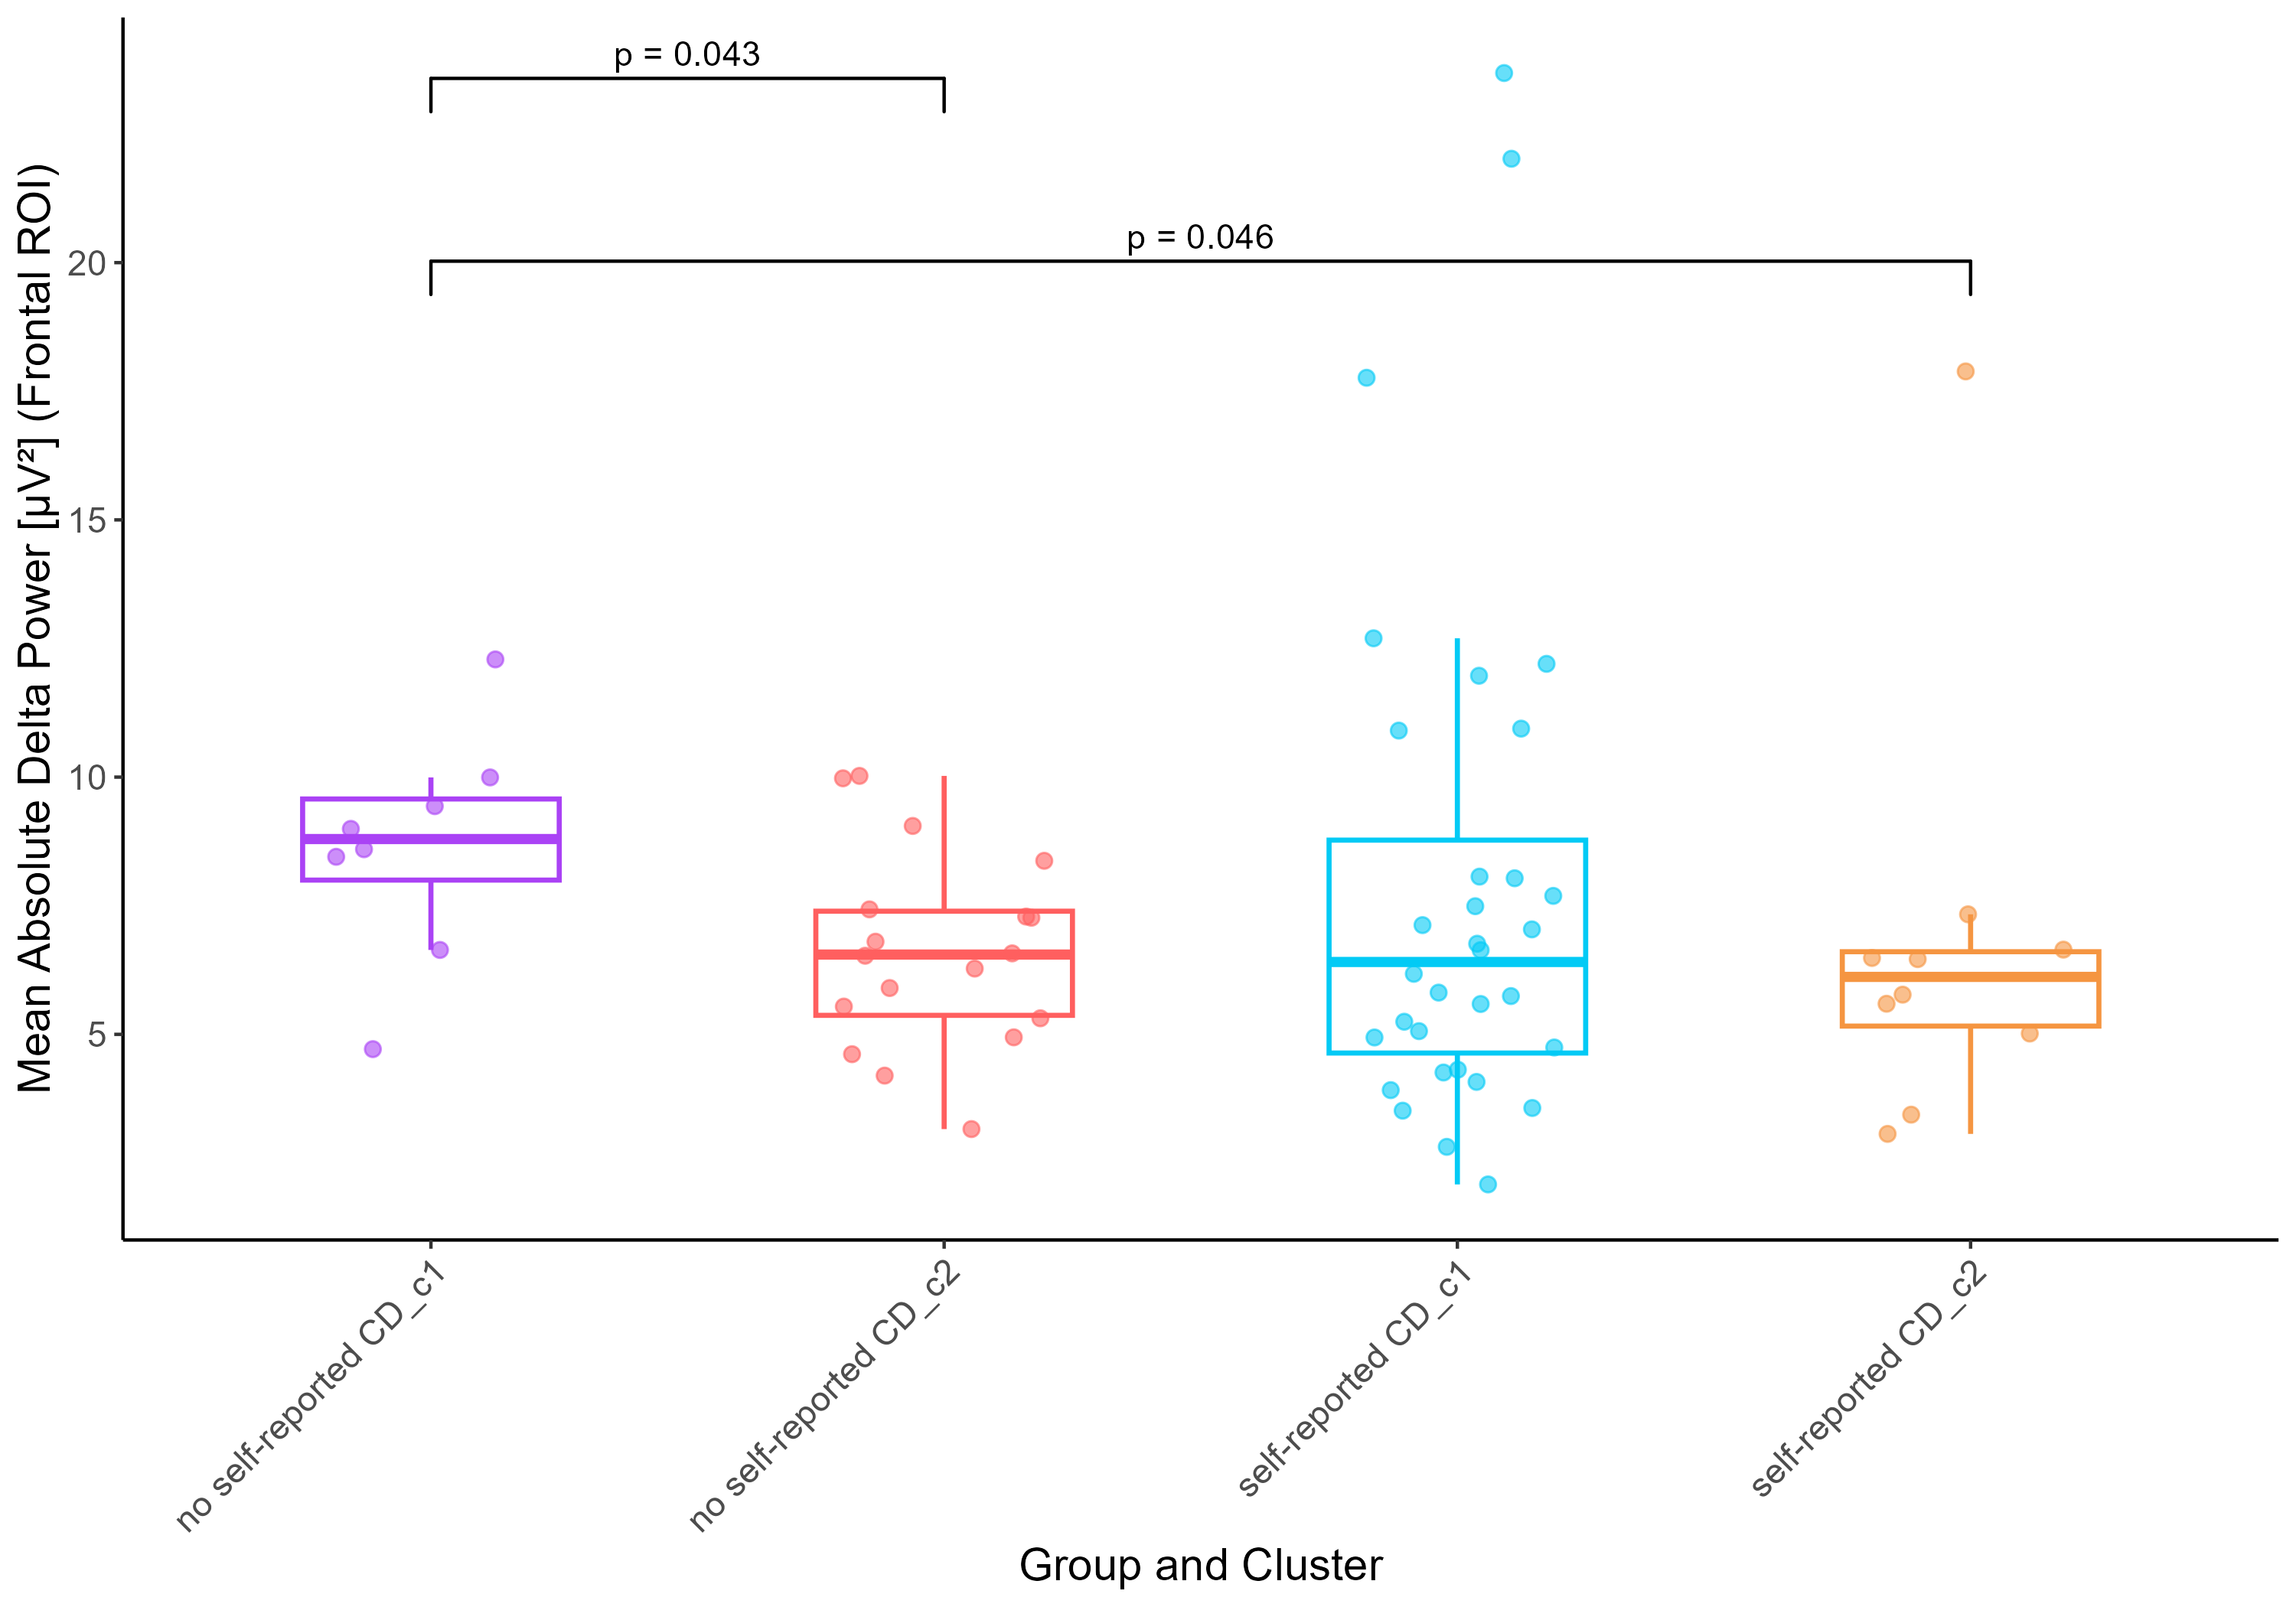 p = 0.043
p = 0.046
Mean Absolute Delta Power [µV²] (Frontal ROI)
20
15
10
5
no self-reported CD_c1
no self-reported CD_c2
self-reported CD_c1
self-reported CD_c2
Group and Cluster